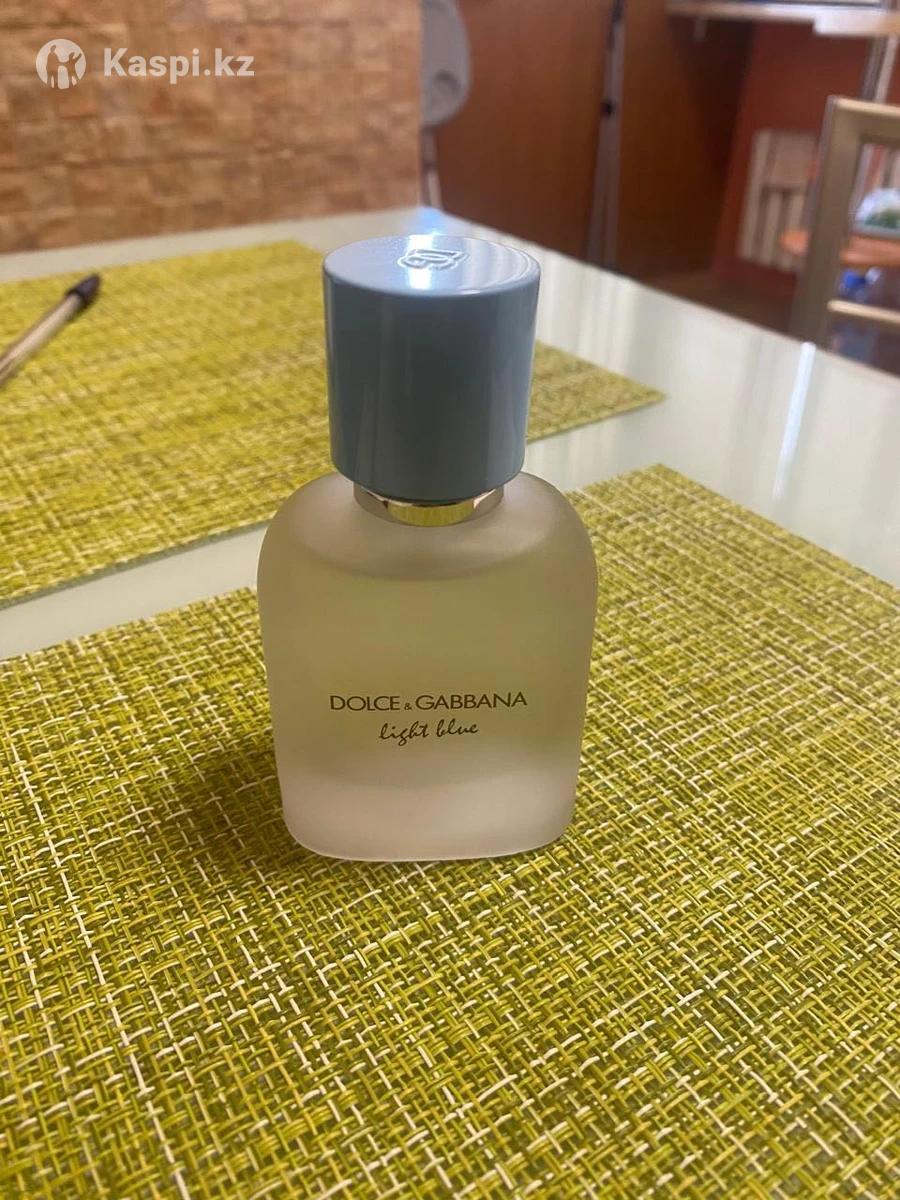 Kaspi.kz
DOLCE & GABBANA
light blue